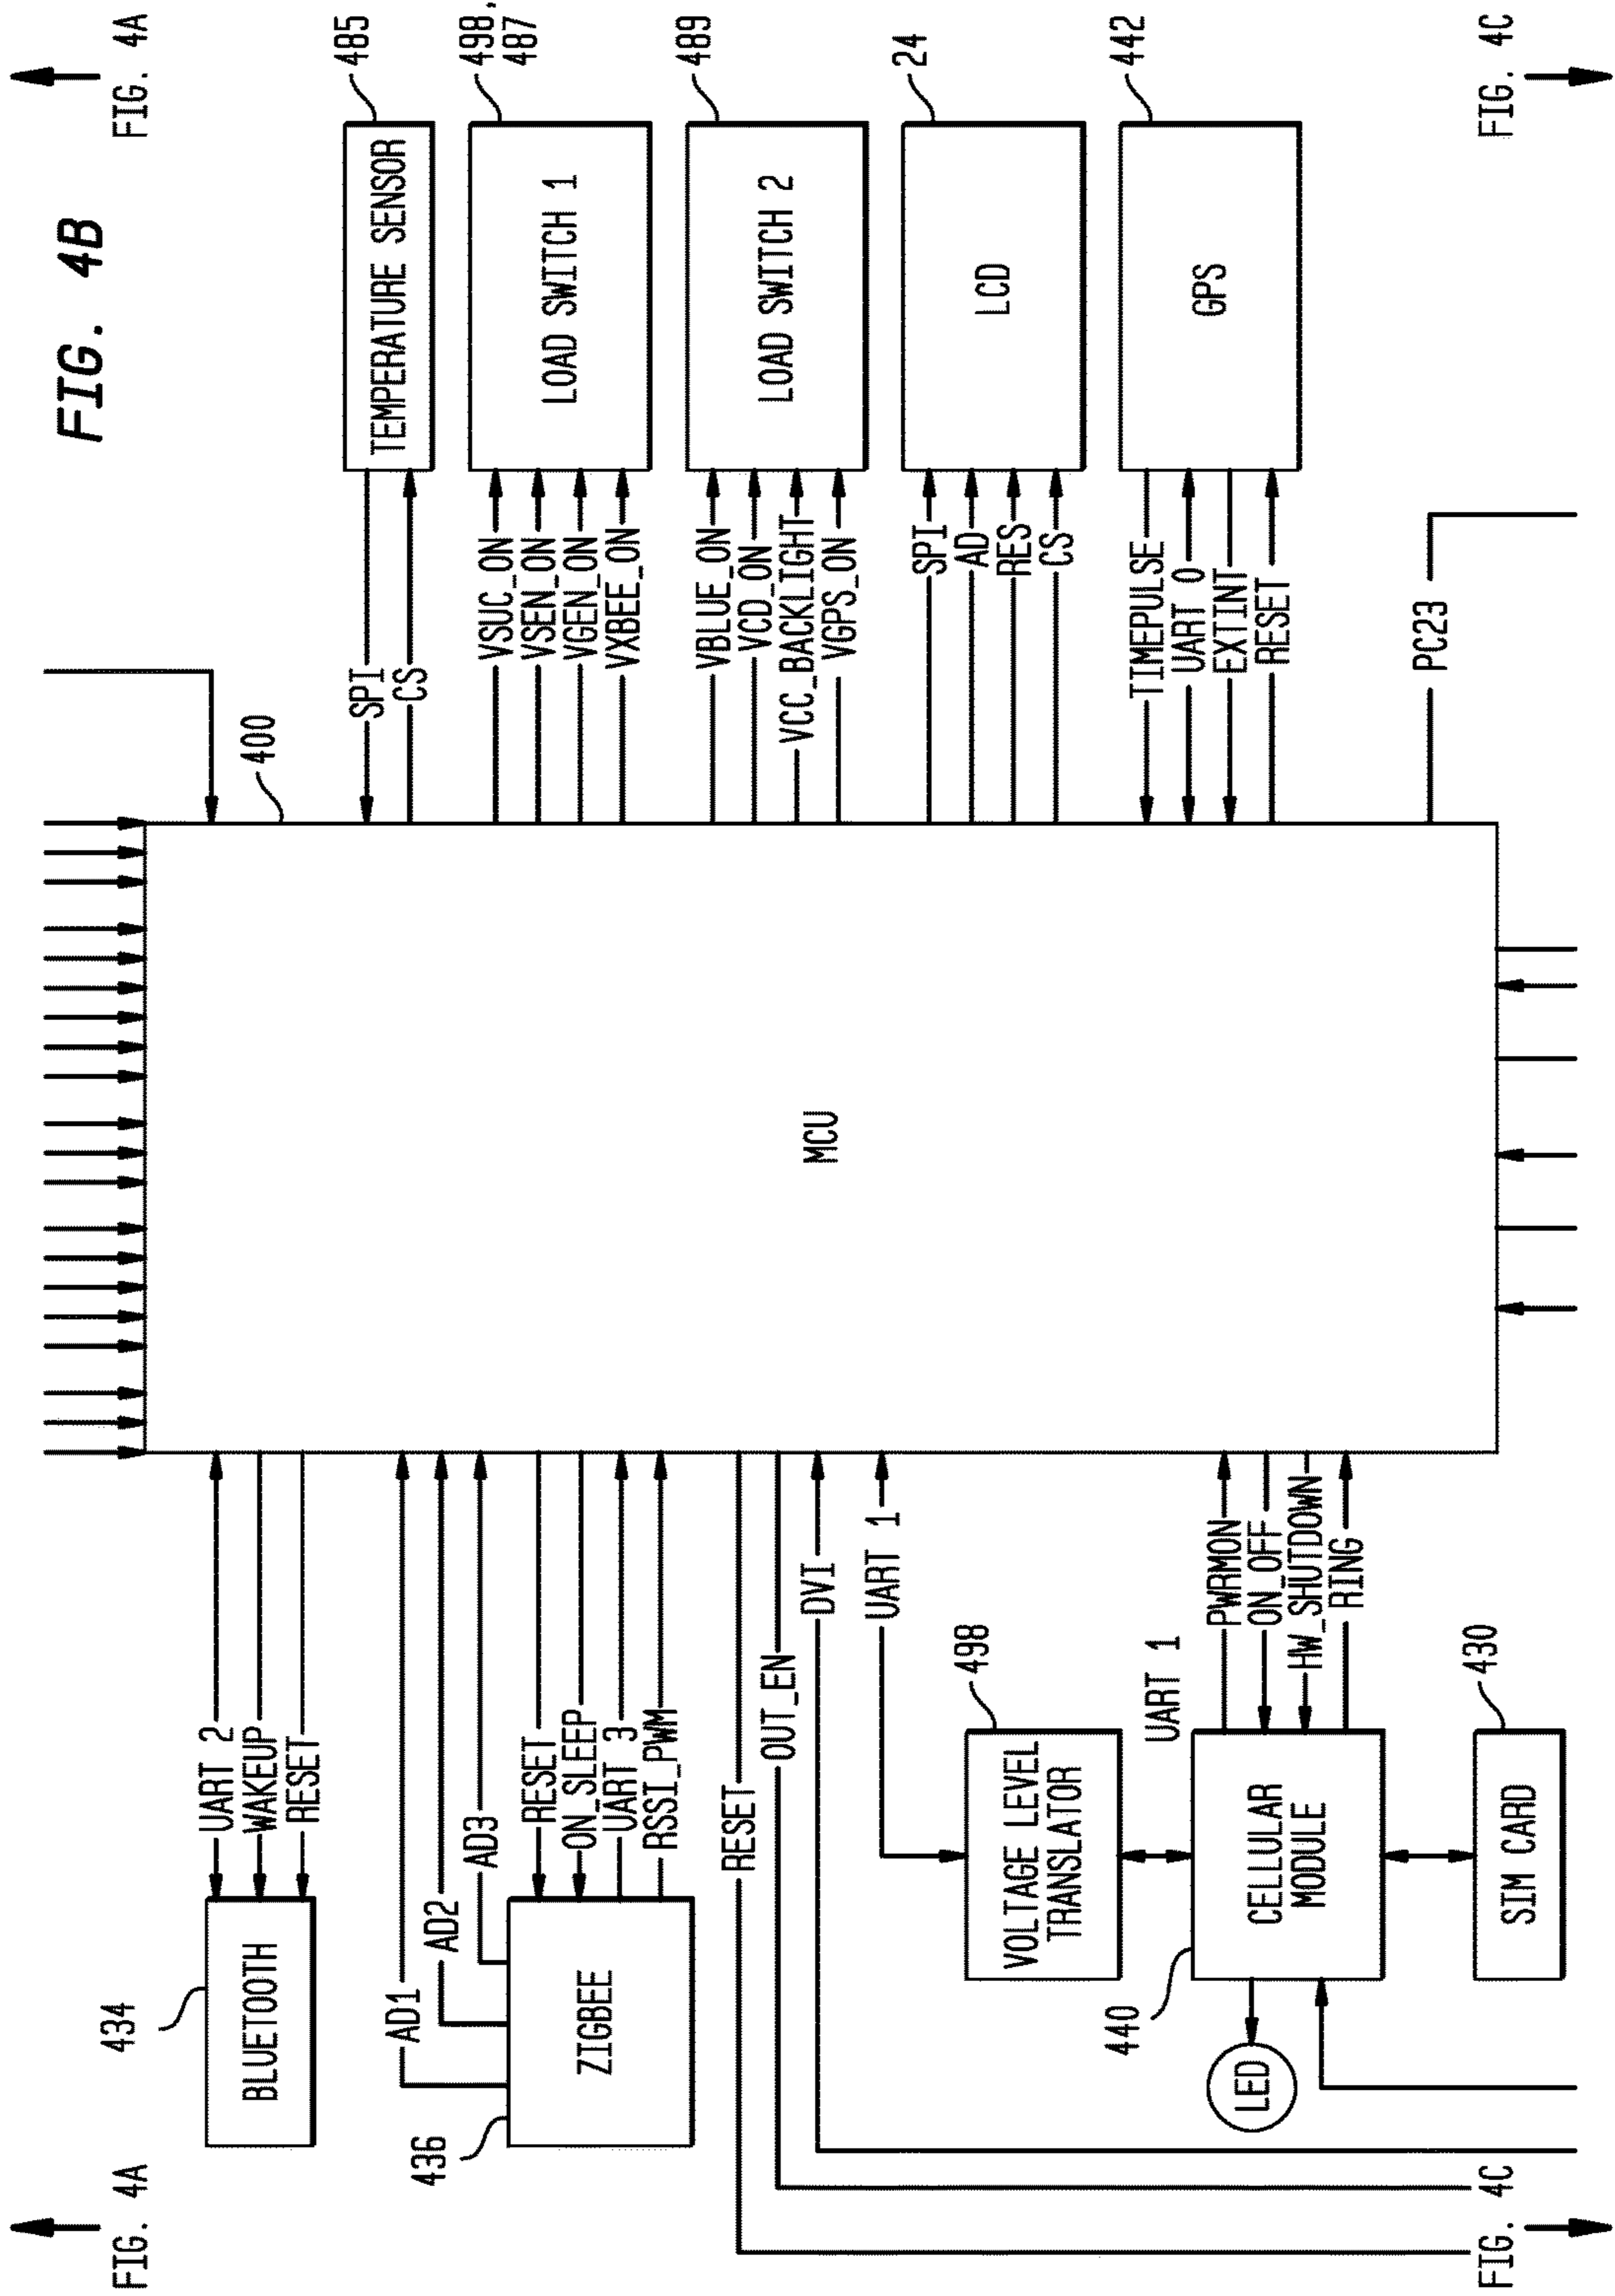 FIG. 4B
FIG. 4A
FIG. 4A
434
BLUETOOTH
UART 2
WAKEUP
RESET
436
ZIGBEE
AD1
AD2
AD3
RESET
ON_SLEEP
UART 3
RSSI_PWM
RESET
OUT_EN
DVI
UART 1
498
VOLTAGE LEVEL
TRANSLATOR
UART 1
440
CELLULAR
MODULE
PWRMON
ON_OFF
HW_SHUTDOWN
RING
LED
430
SIM CARD
MCU
400
SPI
CS
TEMPERATURE SENSOR
485
VSUC_ON
VSEN_ON
VGEN_ON
VXBEE_ON
LOAD SWITCH 1
498,
487
VBLUE_ON
VCD_ON
VCC_BACKLIGHT
VGPS_ON
LOAD SWITCH 2
489
SPI
AD
RES
CS
LCD
24
TIMEPULSE
UART 0
EXTINT
RESET
GPS
442
PC23
FIG. 4C
FIG. 4C